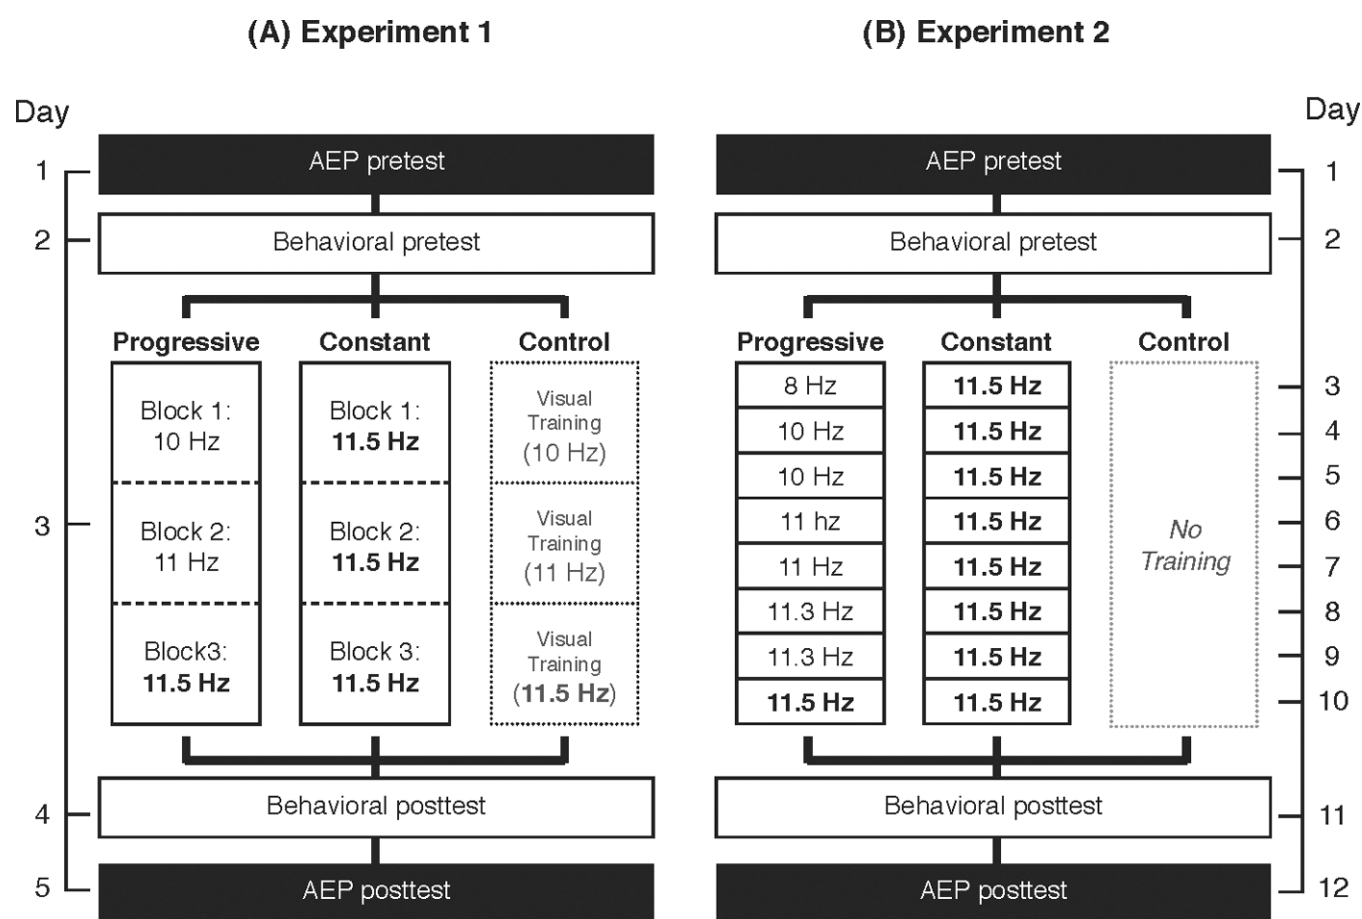 (A) Experiment 1
Day
AEP pretest
1
Behavioral pretest
2
Progressive
Constant
Control
Block 1:
10 Hz
Block 1:
11.5 Hz
Visual
Training
(10 Hz)
3
Block 2:
11 Hz
Block 2:
11.5 Hz
Visual
Training
(11 Hz)
Block3:
11.5 Hz
Block 3:
11.5 Hz
Visual
Training
(11.5 Hz)
4
Behavioral posttest
5
AEP posttest
(B) Experiment 2
Day
AEP pretest
1
Behavioral pretest
2
Progressive
Constant
Control
8 Hz
11.5 Hz
3
10 Hz
11.5 Hz
4
10 Hz
11.5 Hz
5
11 hz
11.5 Hz
6
11 Hz
11.5 Hz
7
11.3 Hz
11.5 Hz
8
11.3 Hz
11.5 Hz
9
11.5 Hz
11.5 Hz
10
No
Training
Behavioral posttest
11
AEP posttest
12